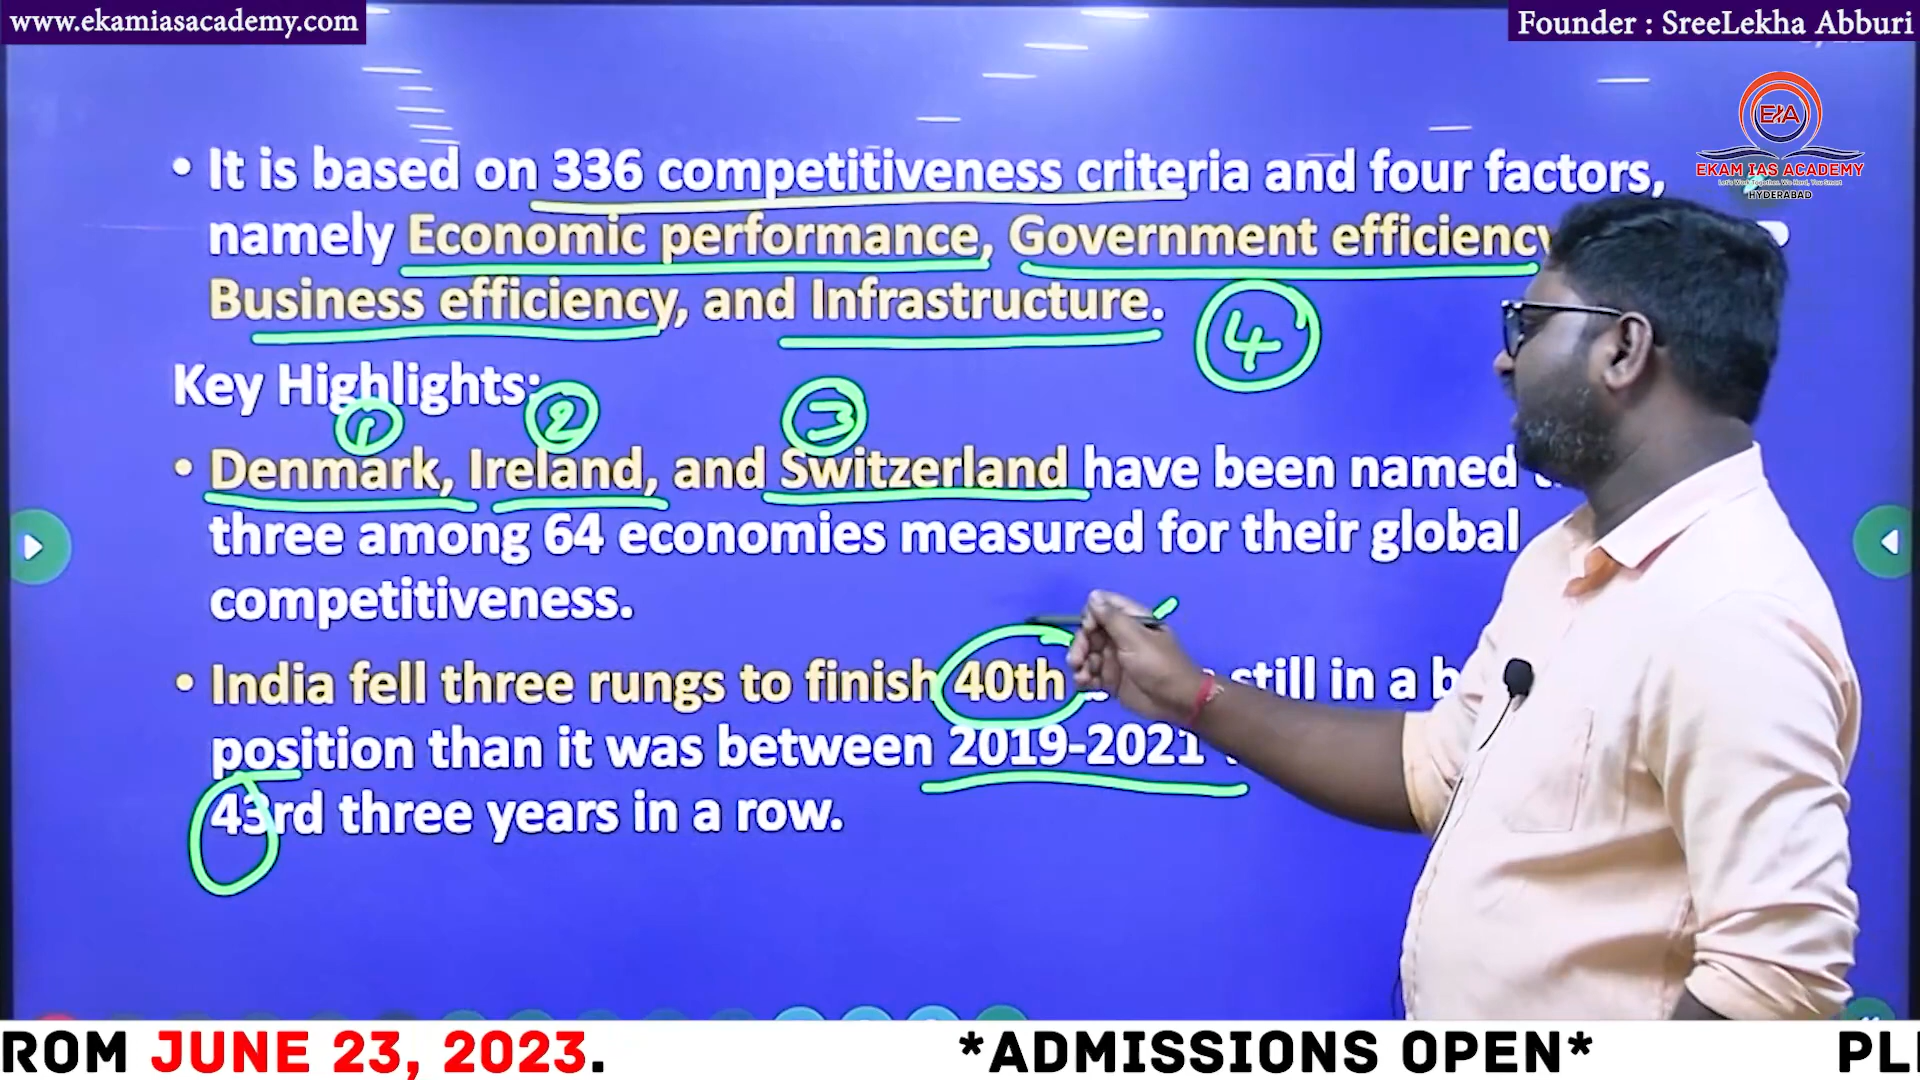 www.ekamiasacademy.com
Founder : SreeLekha Abburi
EKAM IAS ACADEMY
HYDERABAD
• It is based on 336 competitiveness criteria and four factors,
namely Economic performance, Government efficiency
Business efficiency, and Infrastructure.
4
Key Highlights:
1 2 3
• Denmark, Ireland, and Switzerland have been named
three among 64 economies measured for their global
competitiveness.
• India fell three rungs to finish 40th still in a b
position than it was between 2019-2021
43rd three years in a row.
ROM JUNE 23, 2023. *ADMISSIONS OPEN* PL